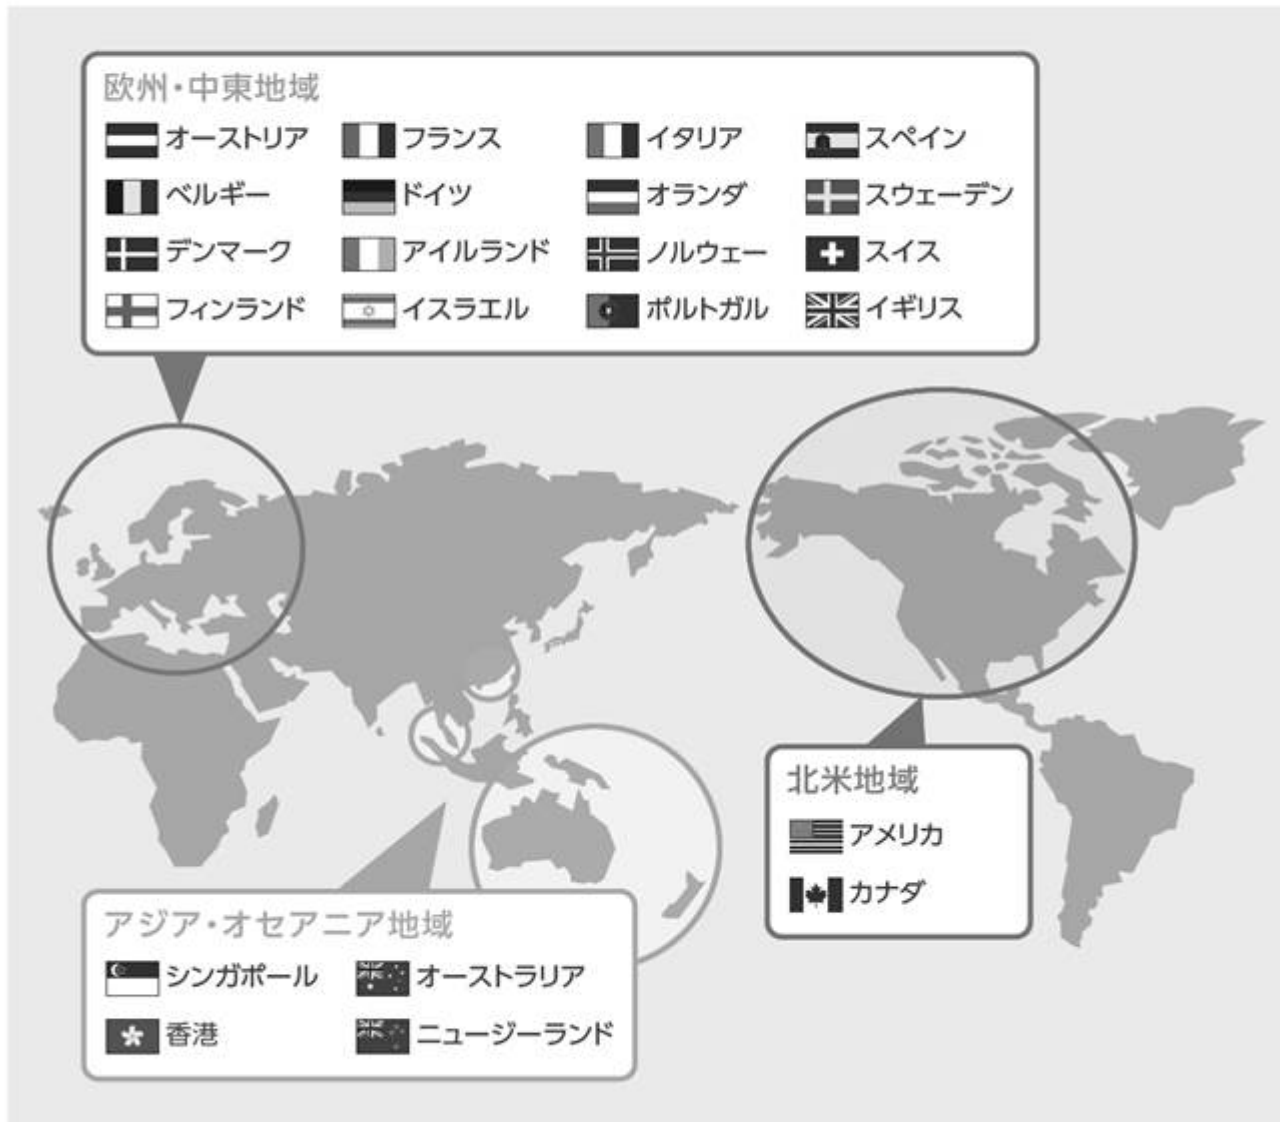 欧州・中東地域
オーストリア フランス イタリア スペイン
ベルギー ドイツ オランダ スウェーデン
デンマーク アイルランド ノルウェー スイス
フィンランド イスラエル ポルトガル イギリス
北米地域
アメリカ
カナダ
アジア・オセアニア地域
シンガポール オーストラリア
香港 ニュージーランド